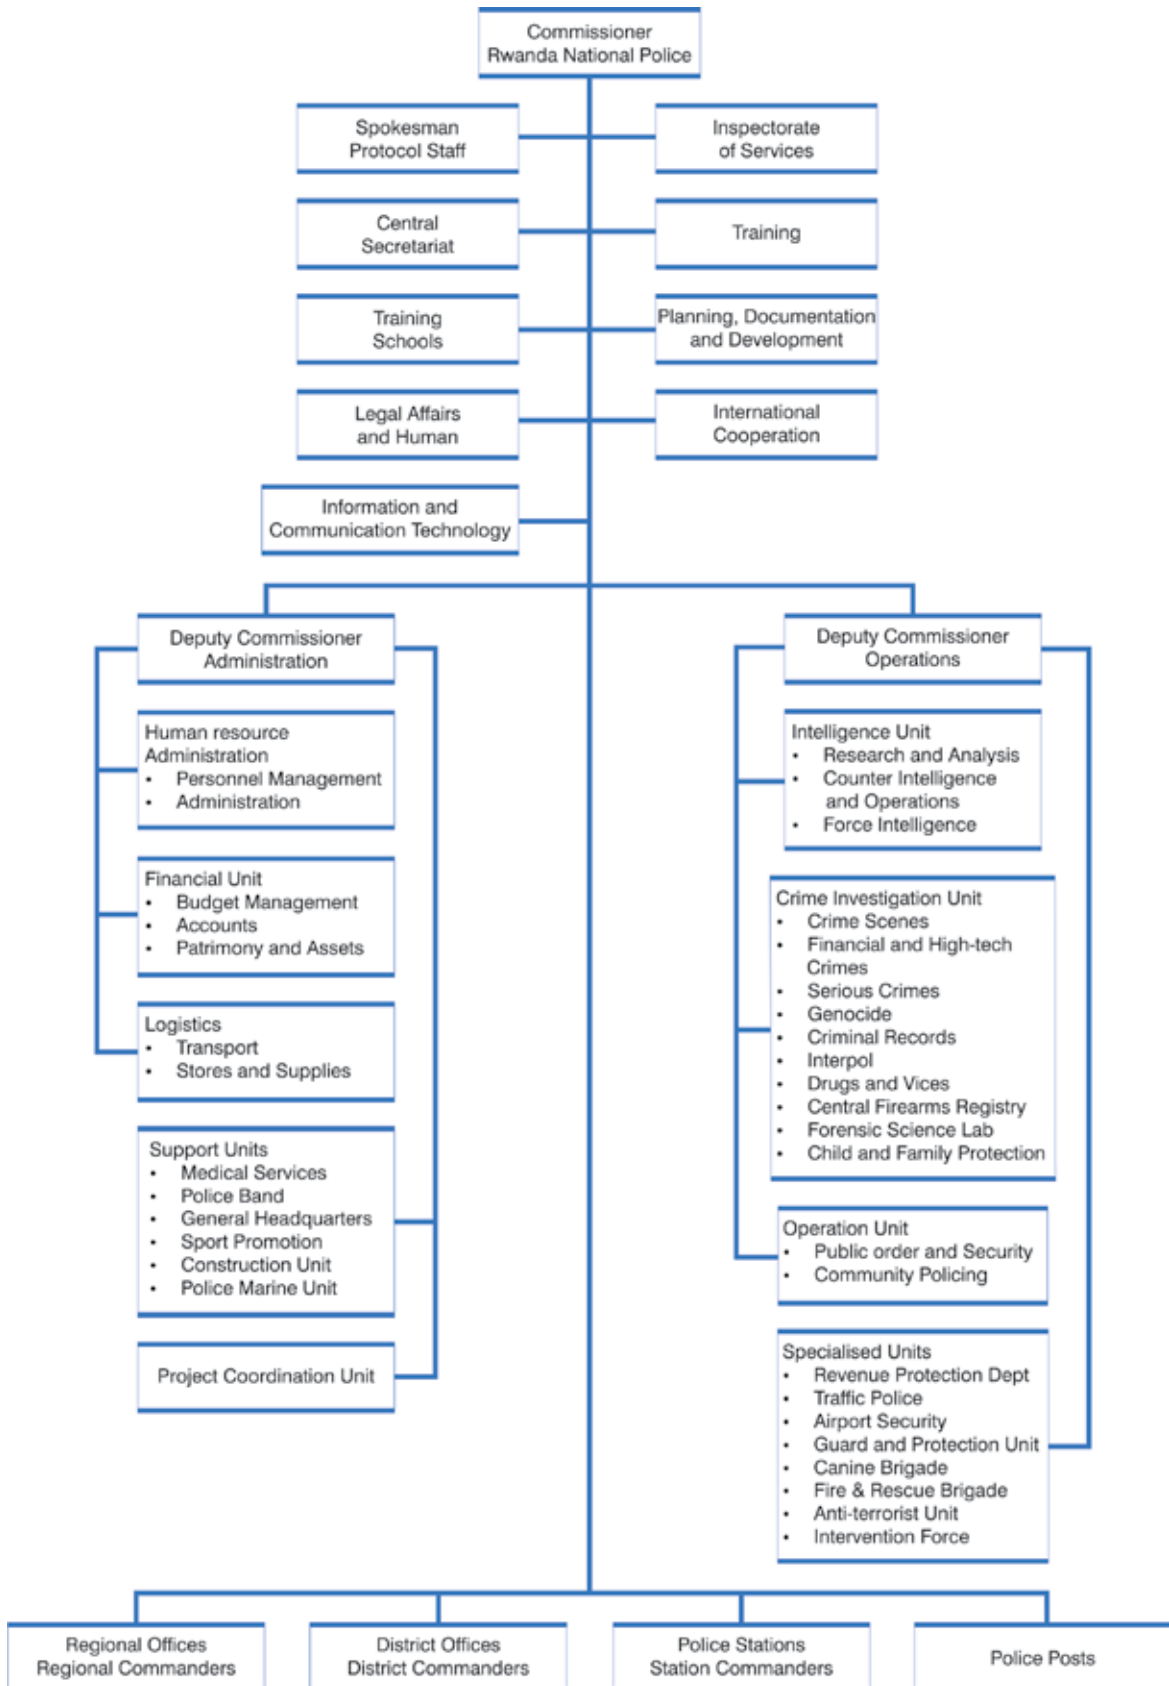 Commissioner
Rwanda National Police
Spokesman
Protocol Staff
Inspectorate
of Services
Central
Secretariat
Training
Training
Schools
Planning, Documentation
and Development
Legal Affairs
and Human
International
Cooperation
Information and
Communication Technology
Deputy Commissioner
Administration
Human resource
Administration
• Personnel Management
• Administration
Financial Unit
• Budget Management
• Accounts
• Patrimony and Assets
Logistics
• Transport
• Stores and Supplies
Support Units
• Medical Services
• Police Band
• General Headquarters
• Sport Promotion
• Construction Unit
• Police Marine Unit
Project Coordination Unit
Deputy Commissioner
Operations
Intelligence Unit
• Research and Analysis
• Counter Intelligence
and Operations
• Force Intelligence
Crime Investigation Unit
• Crime Scenes
• Financial and High-tech
Crimes
• Serious Crimes
• Genocide
• Criminal Records
• Interpol
• Drugs and Vices
• Central Firearms Registry
• Forensic Science Lab
• Child and Family Protection
Operation Unit
• Public order and Security
• Community Policing
Specialised Units
• Revenue Protection Dept
• Traffic Police
• Airport Security
• Guard and Protection Unit
• Canine Brigade
• Fire & Rescue Brigade
• Anti-terrorist Unit
• Intervention Force
Regional Offices
Regional Commanders
District Offices
District Commanders
Police Stations
Station Commanders
Police Posts